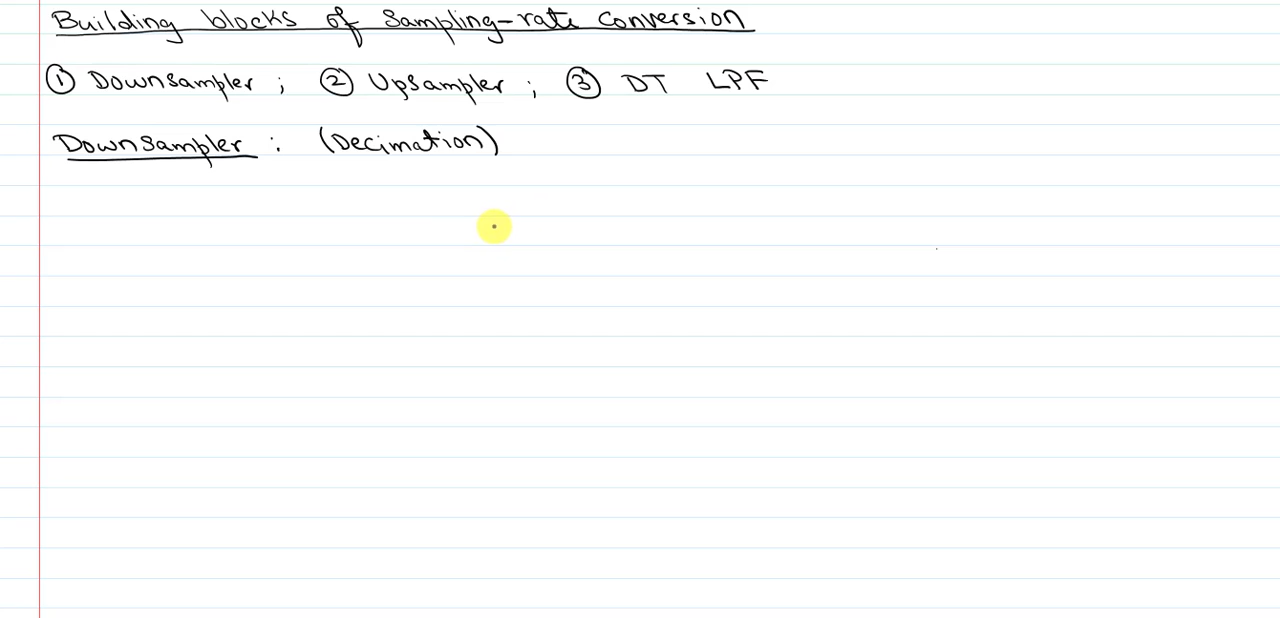 Building blocks of Sampling-rate conversion
① Downsampler ; ② Upsampler ; ③ DT LPF
Downsampler : (Decimation)